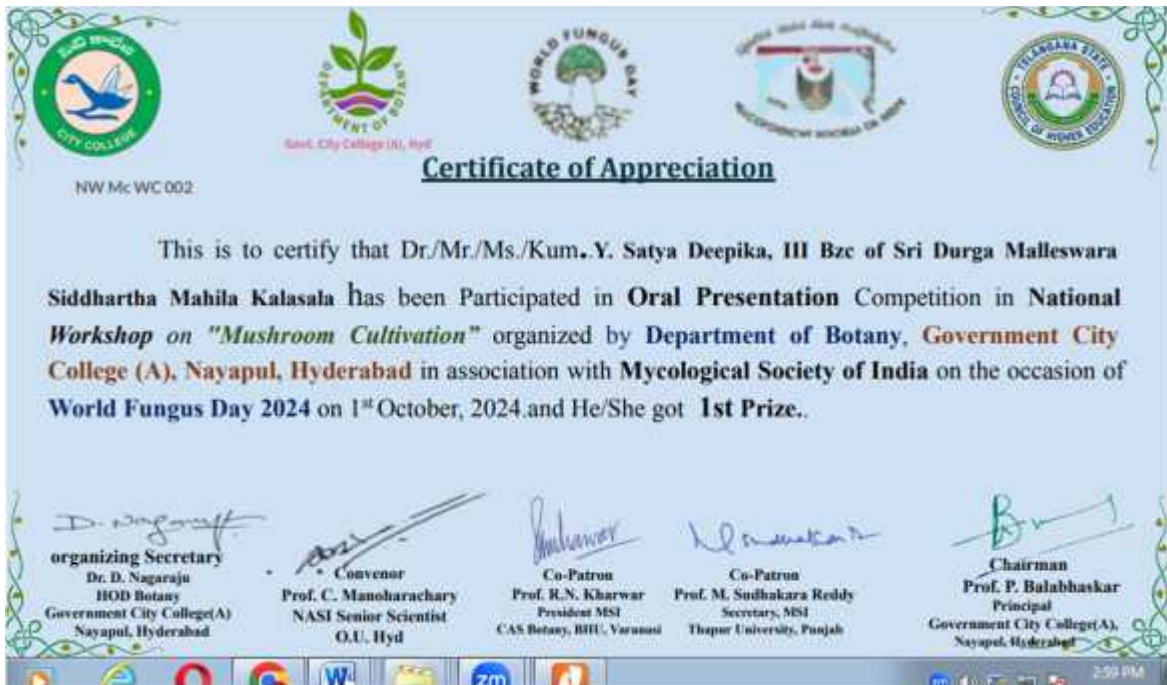 CITY COLLEGE
DEPARTMENT OF BOTANY
Govt. City College (A), Hyd
WORLD FUNGUS DAY
TELANGANA STATE
COUNCIL OF HIGHER EDUCATION
Certificate of Appreciation
NW Mc WC 002
This is to certify that Dr./Mr./Ms./Kum..Y. Satya Deepika, III Bzc of Sri Durga Malleswara
Siddhartha Mahila Kalasala has been Participated in Oral Presentation Competition in National
Workshop on "Mushroom Cultivation" organized by Department of Botany, Government City
College (A), Nayapul, Hyderabad in association with Mycological Society of India on the occasion of
World Fungus Day 2024 on 1st October, 2024.and He/She got 1st Prize..
D. Nagaraju
organizing Secretary
Dr. D. Nagaraju
HOD Botany
Government City College(A)
Nayapul, Hyderabad
Convenor
Prof. C. Manoharachary
NASI Senior Scientist
O.U. Hyd
Co-Patron
Prof. R.N. Kharwar
President MSI
CAS Botany, BHU, Varanasi
Co-Patron
Prof. M. Sudhakara Reddy
Secretary, MSI
Thapur University, Punjab
Chairman
Prof. P. Balabhaskar
Principal
Government City College(A),
Nayapul, Hyderabad
W
zm
zm
2:59 PM